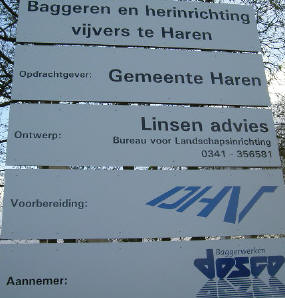 Baggeren en herinrichting
vijvers te Haren
Opdrachtgever: Gemeente Haren
Ontwerp: Linsen advies
Bureau voor Landschapsinrichting
0341 - 356581
Voorbereiding: DHV
Aannemer: Baggerwerken
desco